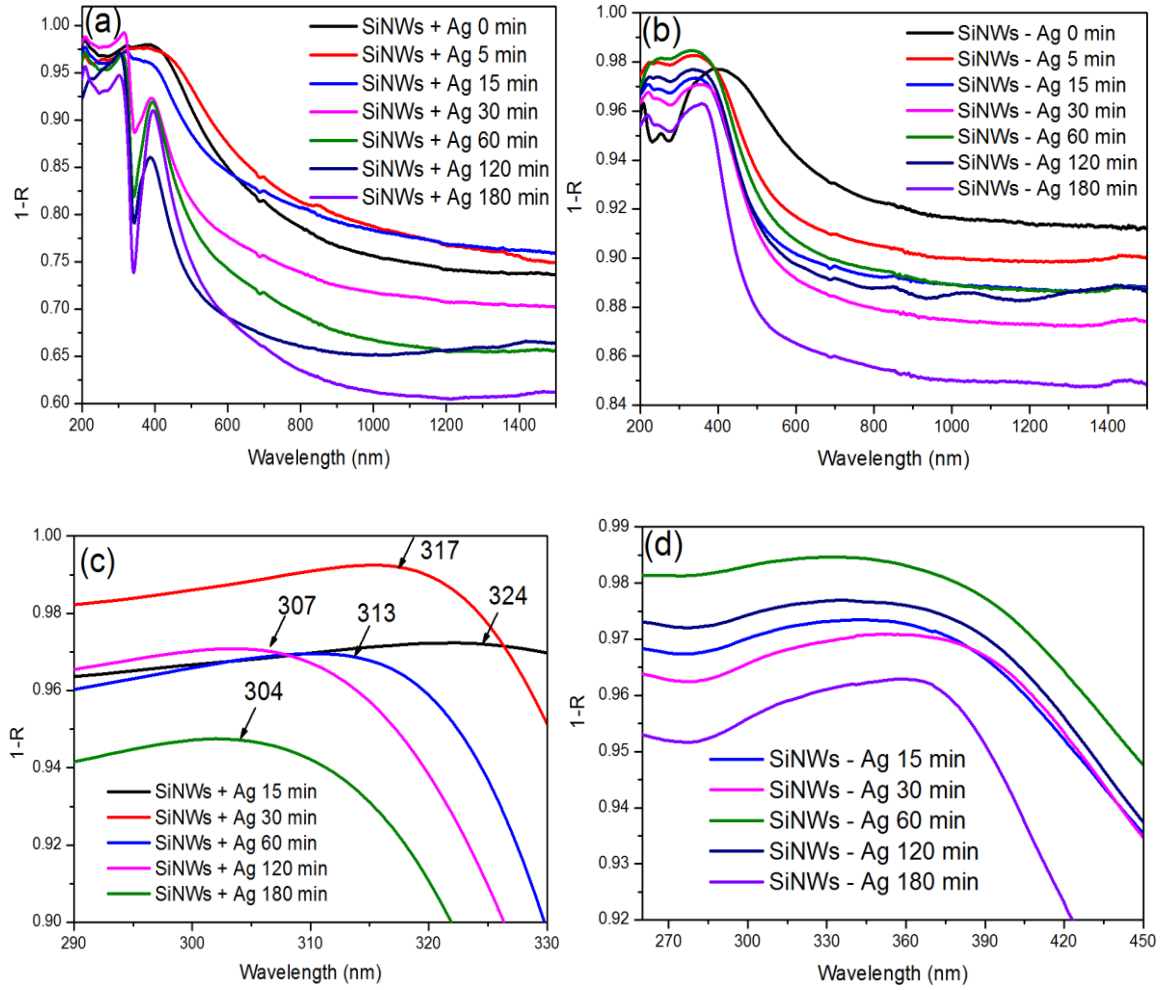 (a)
SiNWs + Ag 0 min
SiNWs + Ag 5 min
SiNWs + Ag 15 min
SiNWs + Ag 30 min
SiNWs + Ag 60 min
SiNWs + Ag 120 min
SiNWs + Ag 180 min
1.00
0.95
0.90
0.85
0.80
0.75
0.70
0.65
0.60
1-R
200 400 600 800 1000 1200 1400
Wavelength (nm)
(b)
SiNWs - Ag 0 min
SiNWs - Ag 5 min
SiNWs - Ag 15 min
SiNWs - Ag 30 min
SiNWs - Ag 60 min
SiNWs - Ag 120 min
SiNWs - Ag 180 min
1.00
0.98
0.96
0.94
0.92
0.90
0.88
0.86
0.84
1-R
200 400 600 800 1000 1200 1400
Wavelength (nm)
(c)
317
307
313
324
304
SiNWs + Ag 15 min
SiNWs + Ag 30 min
SiNWs + Ag 60 min
SiNWs + Ag 120 min
SiNWs + Ag 180 min
1.00
0.98
0.96
0.94
0.92
0.90
1-R
290 300 310 320 330
Wavelength (nm)
(d)
SiNWs - Ag 15 min
SiNWs - Ag 30 min
SiNWs - Ag 60 min
SiNWs - Ag 120 min
SiNWs - Ag 180 min
0.99
0.98
0.97
0.96
0.95
0.94
0.93
0.92
1-R
270 300 330 360 390 420 450
Wavelength (nm)